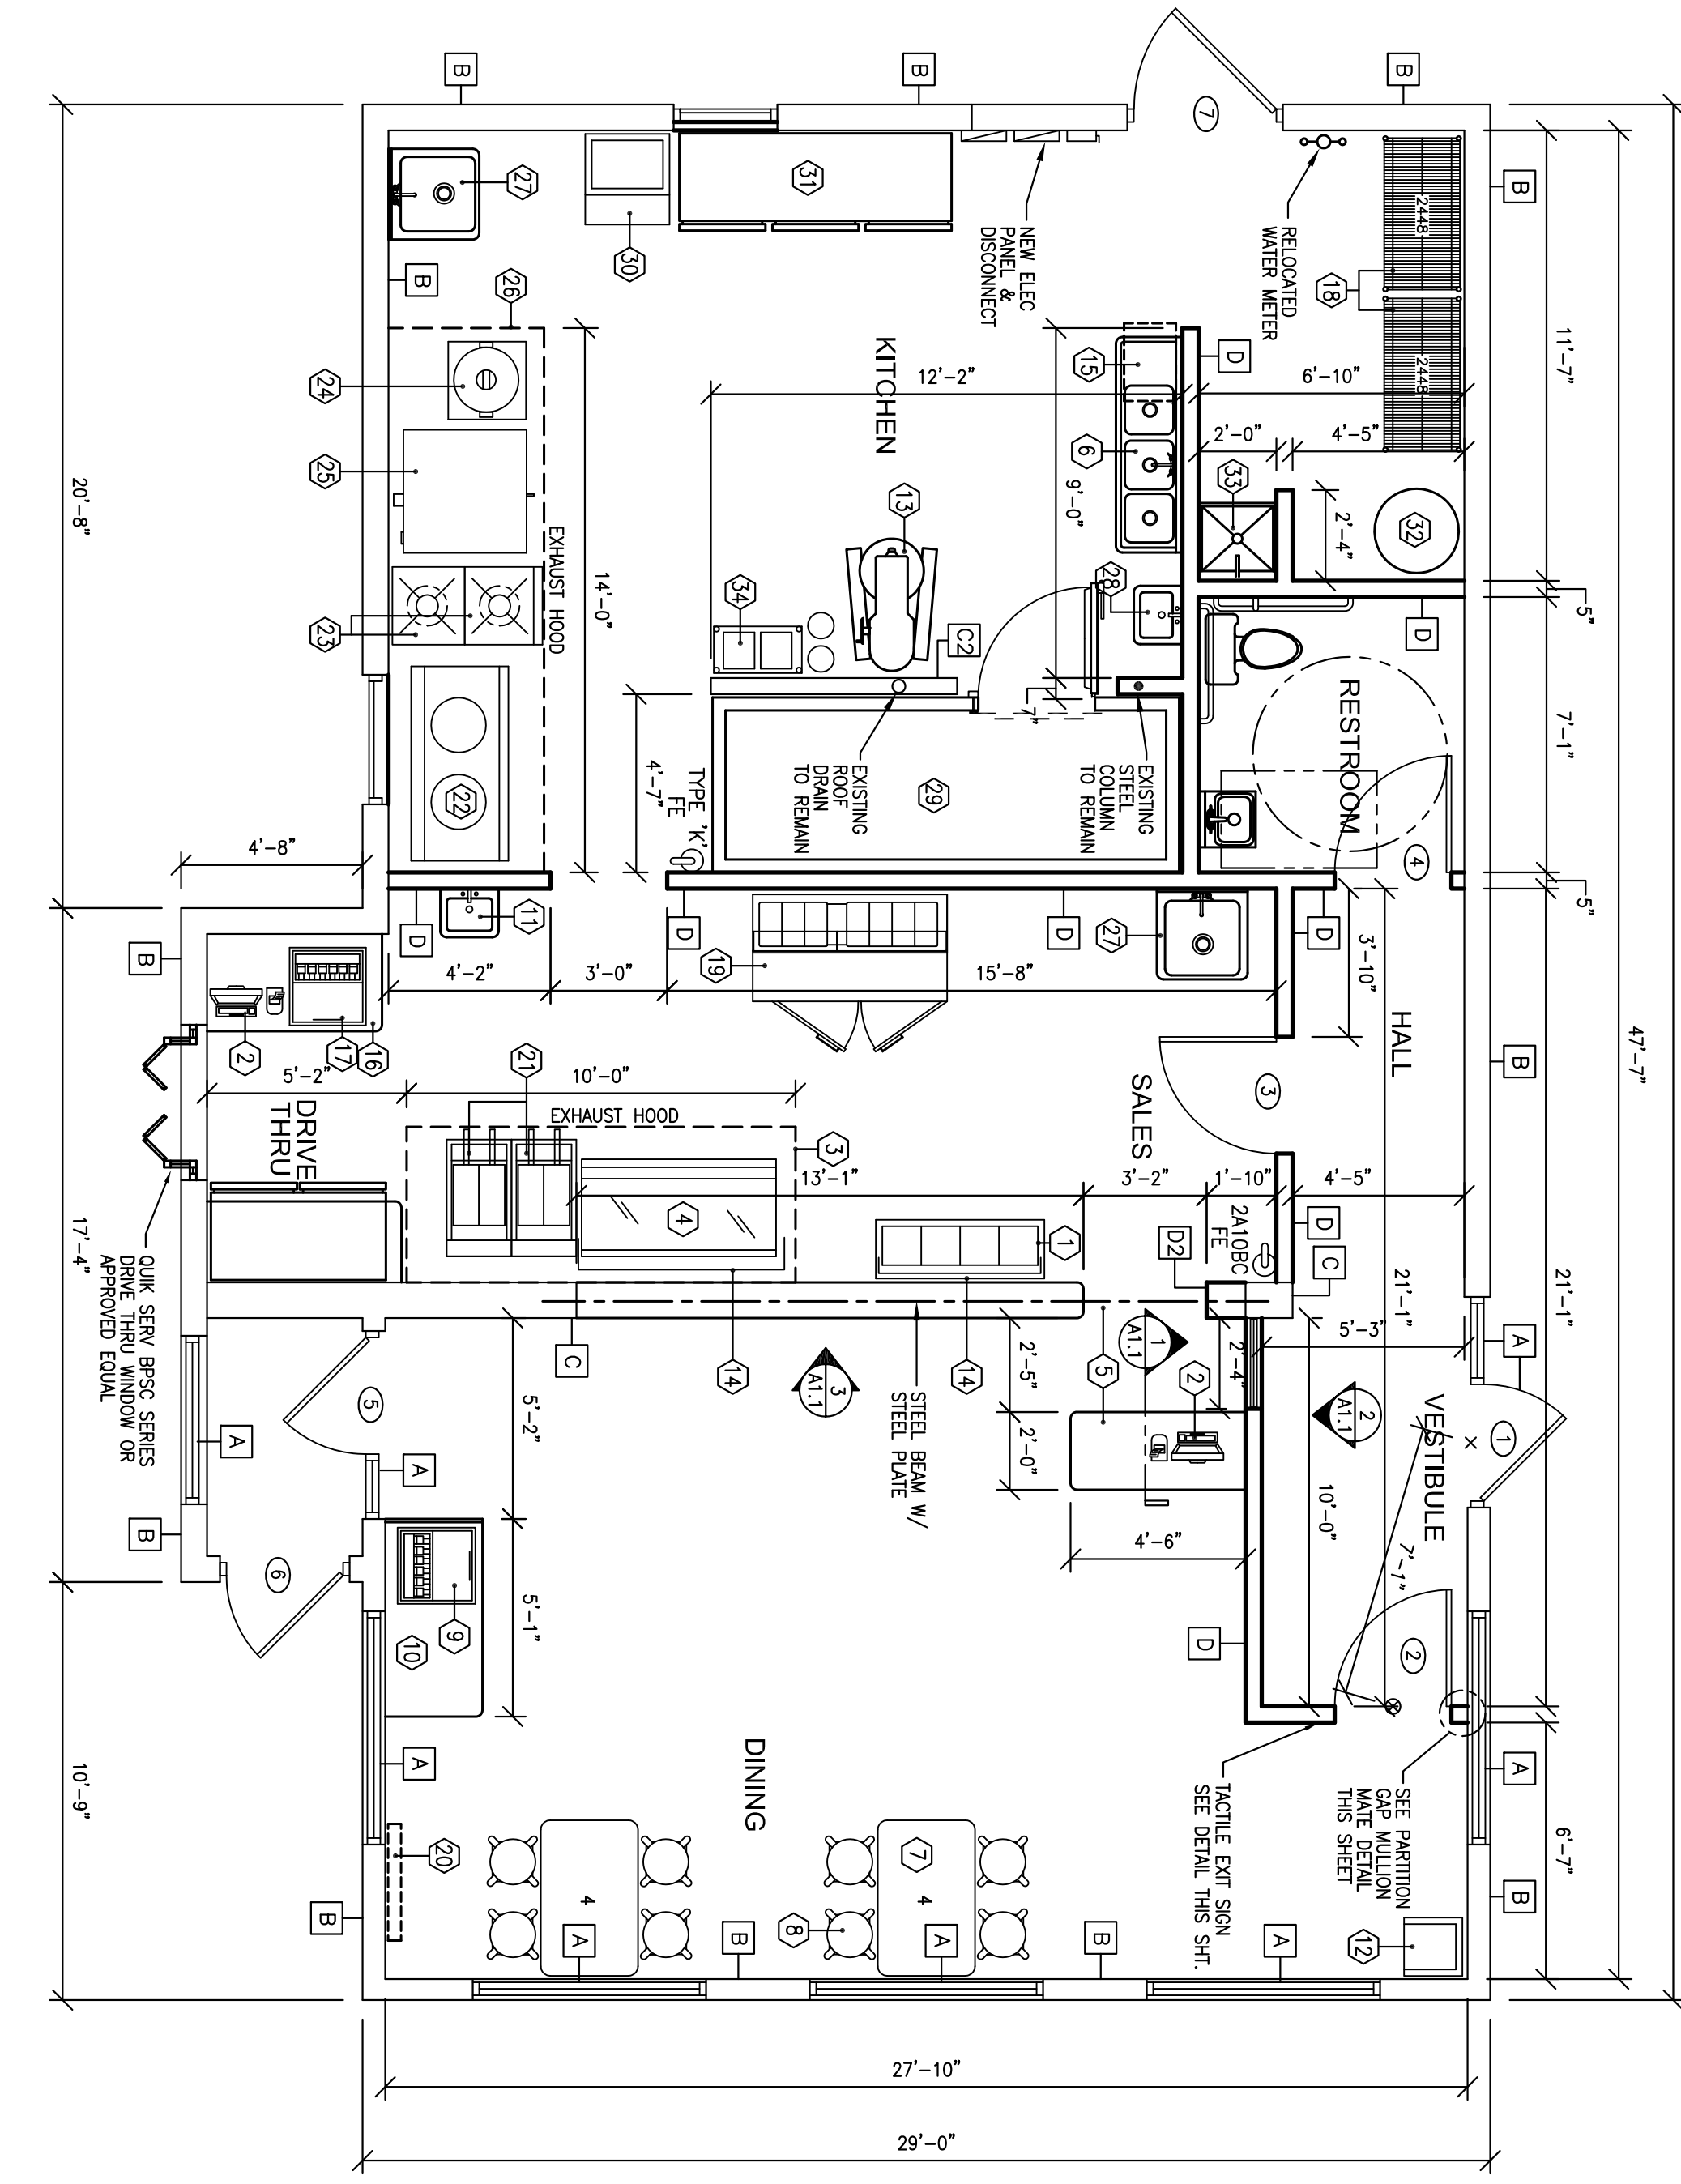 B
B
B
7
27
31
B
2448
30
NEW ELEC
PANEL &
DISCONNECT
RELOCATED
WATER METER
18
11'-7"
B
26
KITCHEN
15
D
6'-10"
2448
24
12'-2"
2'-0"
4'-5"
25
6
33
20'-8"
13
9'-0"
2'-4"
32
EXHAUST HOOD
14'-0"
28
5"
23
34
C2
D
RESTROOM
7'-1"
7"
22
4'-7"
TYPE 'K'
FE
EXISTING
ROOF
DRAIN
TO REMAIN
29
EXISTING
STEEL
COLUMN
TO REMAIN
4'-8"
4
5"
B
D
11
D
D
27
D
4'-2"
3'-0"
19
15'-8"
3'-10"
2
17
16
HALL
47'-7"
B
5'-2"
21
10'-0"
EXHAUST HOOD
SALES
3
DRIVE
THRU
3
13'-1"
3'-2"
1'-10"
4'-5"
4
1
D2
2A10BC
FE
D
C
17'-4"
QUIK SERV BPSC SERIES
DRIVE THRU WINDOW OR
APPROVED EQUAL
21'-1"
21'-1"
C
14
3
A1.1
14
STEEL BEAM W/
STEEL PLATE
2'-5"
5
1
A1.1
2
2'-4"
5'-3"
2
A1.1
A
A
5
A
5'-2"
2'-0"
VESTIBULE
1
B
6
4'-6"
10'-0"
7'-1"
9
10
5'-1"
D
2
10'-9"
A
DINING
TACTILE EXIT SIGN
SEE DETAIL THIS SHT.
SEE PARTITION
GAP MULLION
MATE DETAIL
THIS SHEET
A
6'-7"
20
4
7
4
B
B
A
B
8
A
B
A
12
27'-10"
29'-0"